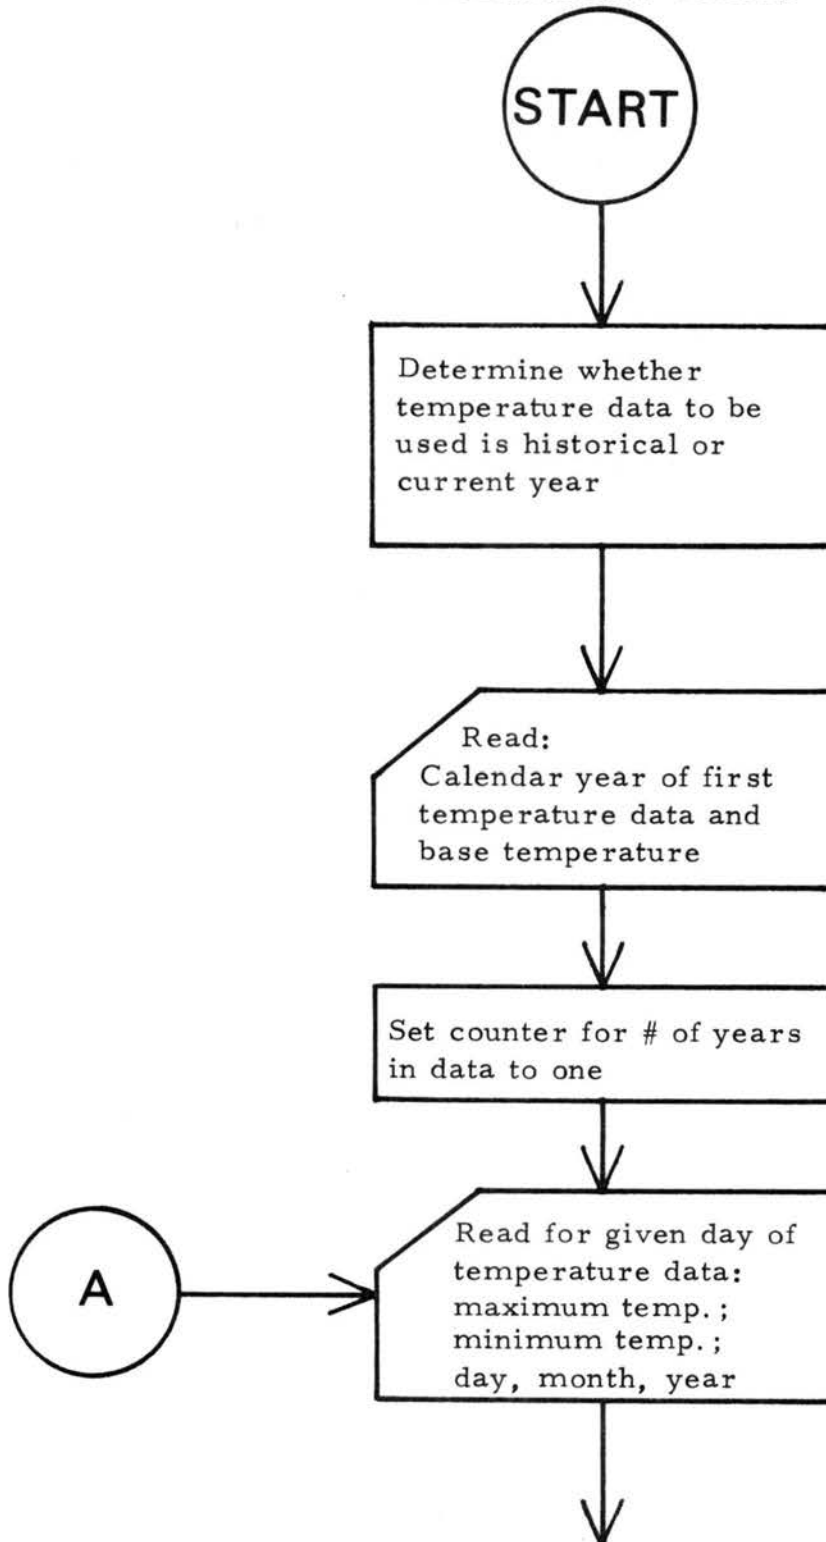 START
Determine whether
temperature data to be
used is historical or
current year
Read:
Calendar year of first
temperature data and
base temperature
Set counter for # of years
in data to one
A
Read for given day of
temperature data:
maximum temp.;
minimum temp.;
day, month, year